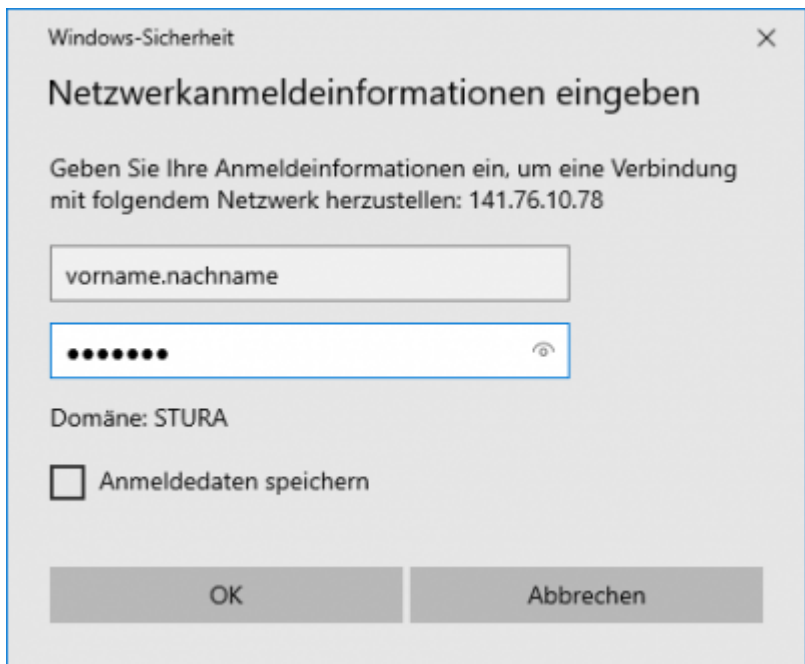 Windows-Sicherheit
Netzwerkanmeldeinformationen eingeben
Geben Sie Ihre Anmeldeinformationen ein, um eine Verbindung
mit folgendem Netzwerk herzustellen: 141.76.10.78
vorname.nachname
●●●●●●●
Domäne: STURA
Anmeldedaten speichern
OK
Abbrechen